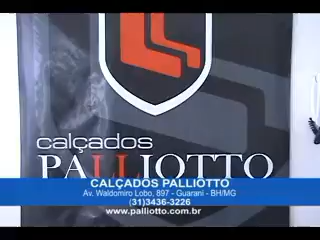 calçados
PALLIOTTO
CALÇADOS PALLIOTTO
Av. Waldomiro Lobo, 897 - Guarani - BH/MG
(31)3436-3226
www.palliotto.com.br